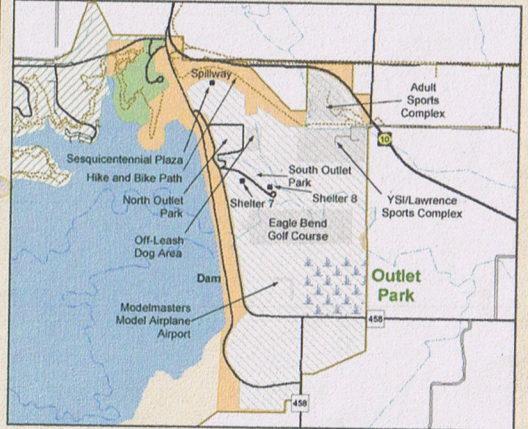 Spillway
Adult
Sports
Complex
10
Sesquicentennial Plaza
Hike and Bike Path
North Outlet
Park
South Outlet
Park
Shelter 7
Shelter 8
YSI/Lawrence
Sports Complex
Off-Leash
Dog Area
Eagle Bend
Golf Course
Dam
Outlet
Park
Modelmasters
Model Airplane
Airport
458
458